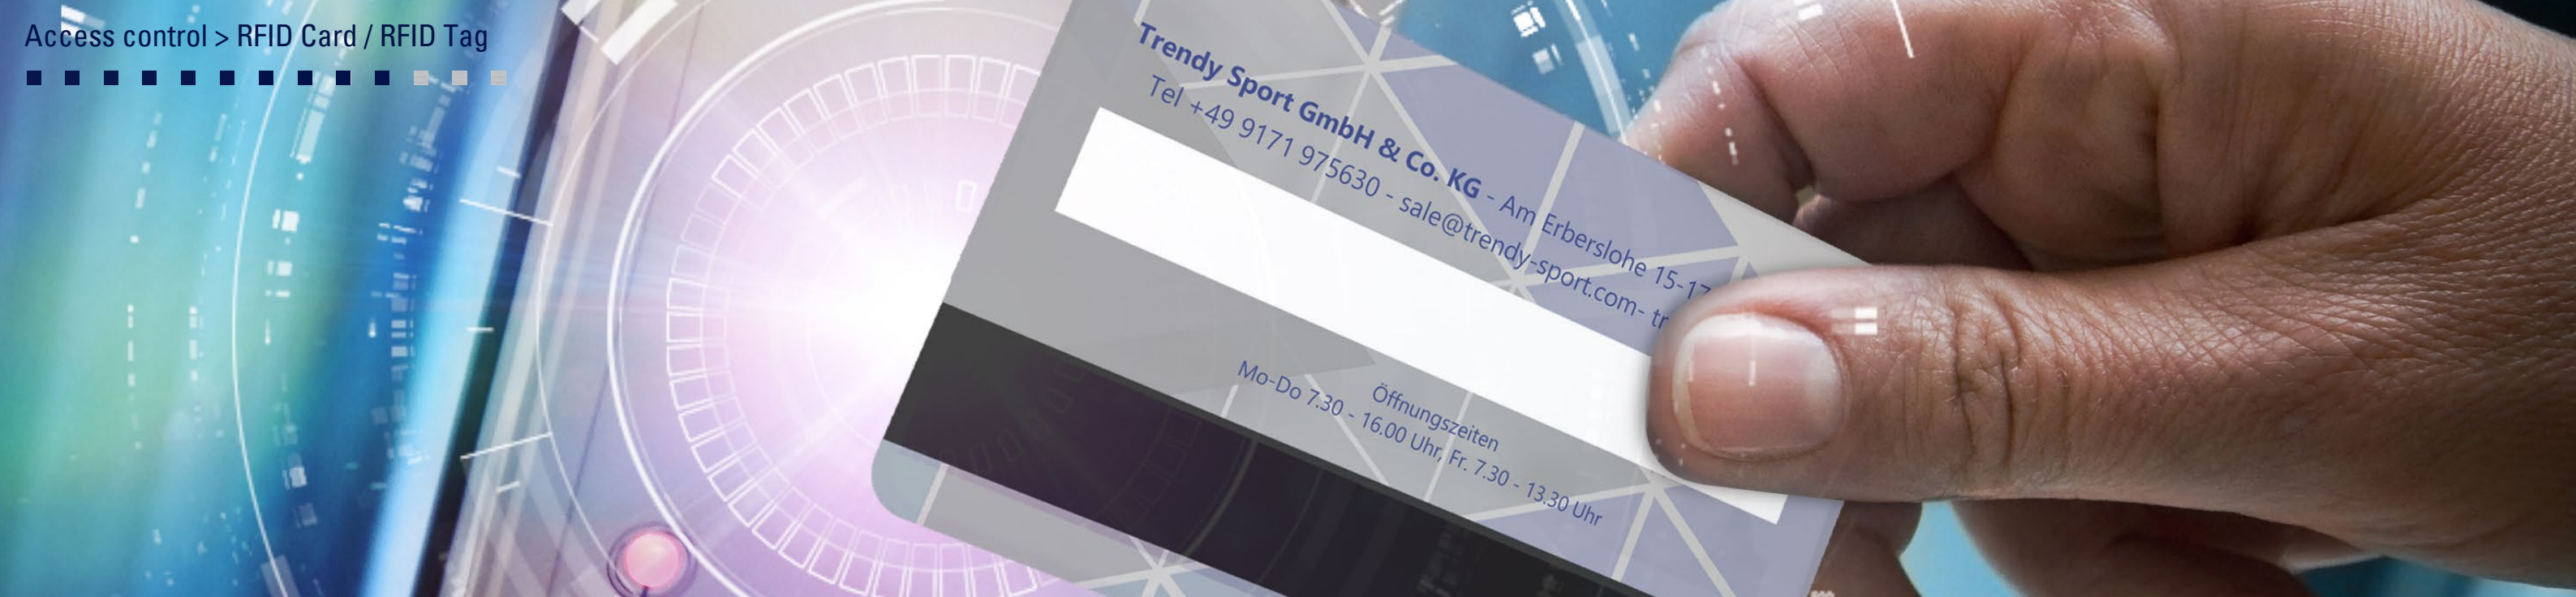 Access control > RFID Card / RFID Tag
Trendy Sport GmbH & Co. KG - Am Erberslohe 15-17
Tel +49 9171 975630 - sale@trendy-sport.com- tr
Öffnungszeiten
Mo-Do 7.30 - 16.00 Uhr, Fr. 7.30 - 13.30 Uhr